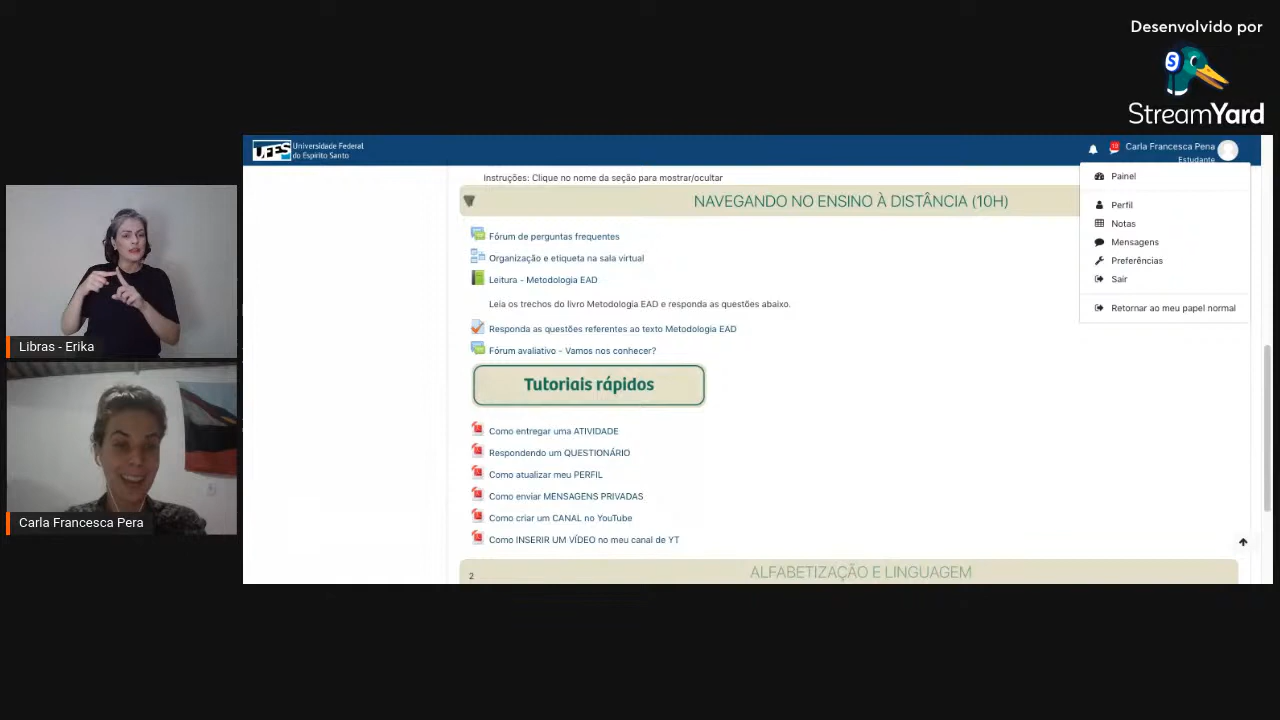 Desenvolvido por
StreamYard
UFES
Universidade Federal
do Espírito Santo
Carla Francesca Pena
Estudante
Instruções: Clique no nome da seção para mostrar/ocultar
NAVEGANDO NO ENSINO À DISTÂNCIA (10H)
Fórum de perguntas frequentes
Organização e etiqueta na sala virtual
Leitura - Metodologia EAD
Leia os trechos do livro Metodologia EAD e responda as questões abaixo.
Responda as questões referentes ao texto Metodologia EAD
Fórum avaliativo - Vamos nos conhecer?
Tutoriais rápidos
Como entregar uma ATIVIDADE
Respondendo um QUESTIONÁRIO
Como atualizar meu PERFIL
Como enviar MENSAGENS PRIVADAS
Como criar um CANAL no YouTube
Como INSERIR UM VÍDEO no meu canal de YT
2
ALFABETIZAÇÃO E LINGUAGEM
Painel
Perfil
Notas
Mensagens
Preferências
Sair
Retornar ao meu papel normal
Libras - Erika
Carla Francesca Pera